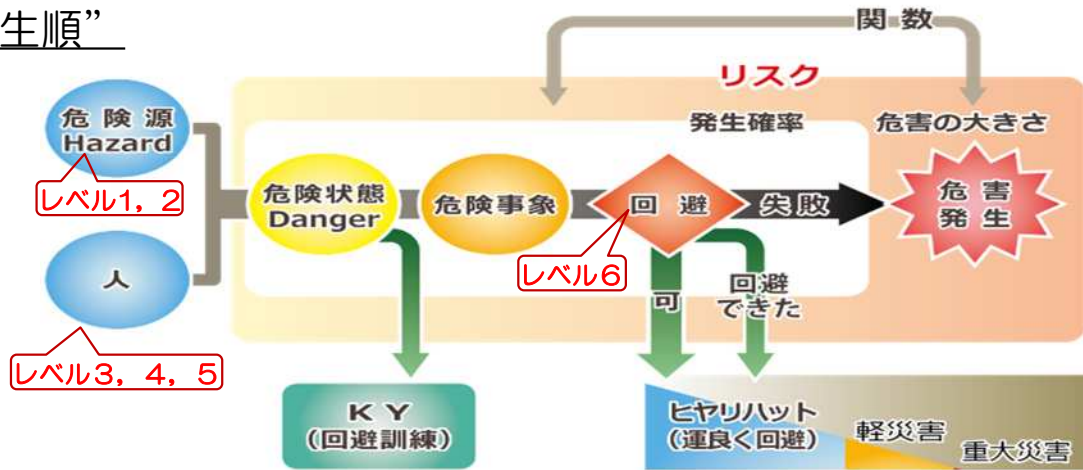 生順”
関数
リスク
発生確率
危害の大きさ
危険源
Hazard
レベル1，2
危険状態
Danger
危険事象
回避
失敗
危害
発生
人
レベル6
可
回避
できた
レベル3，4，5
KY
(回避訓練)
ヒヤリハット
(運良く回避)
軽災害
重大災害